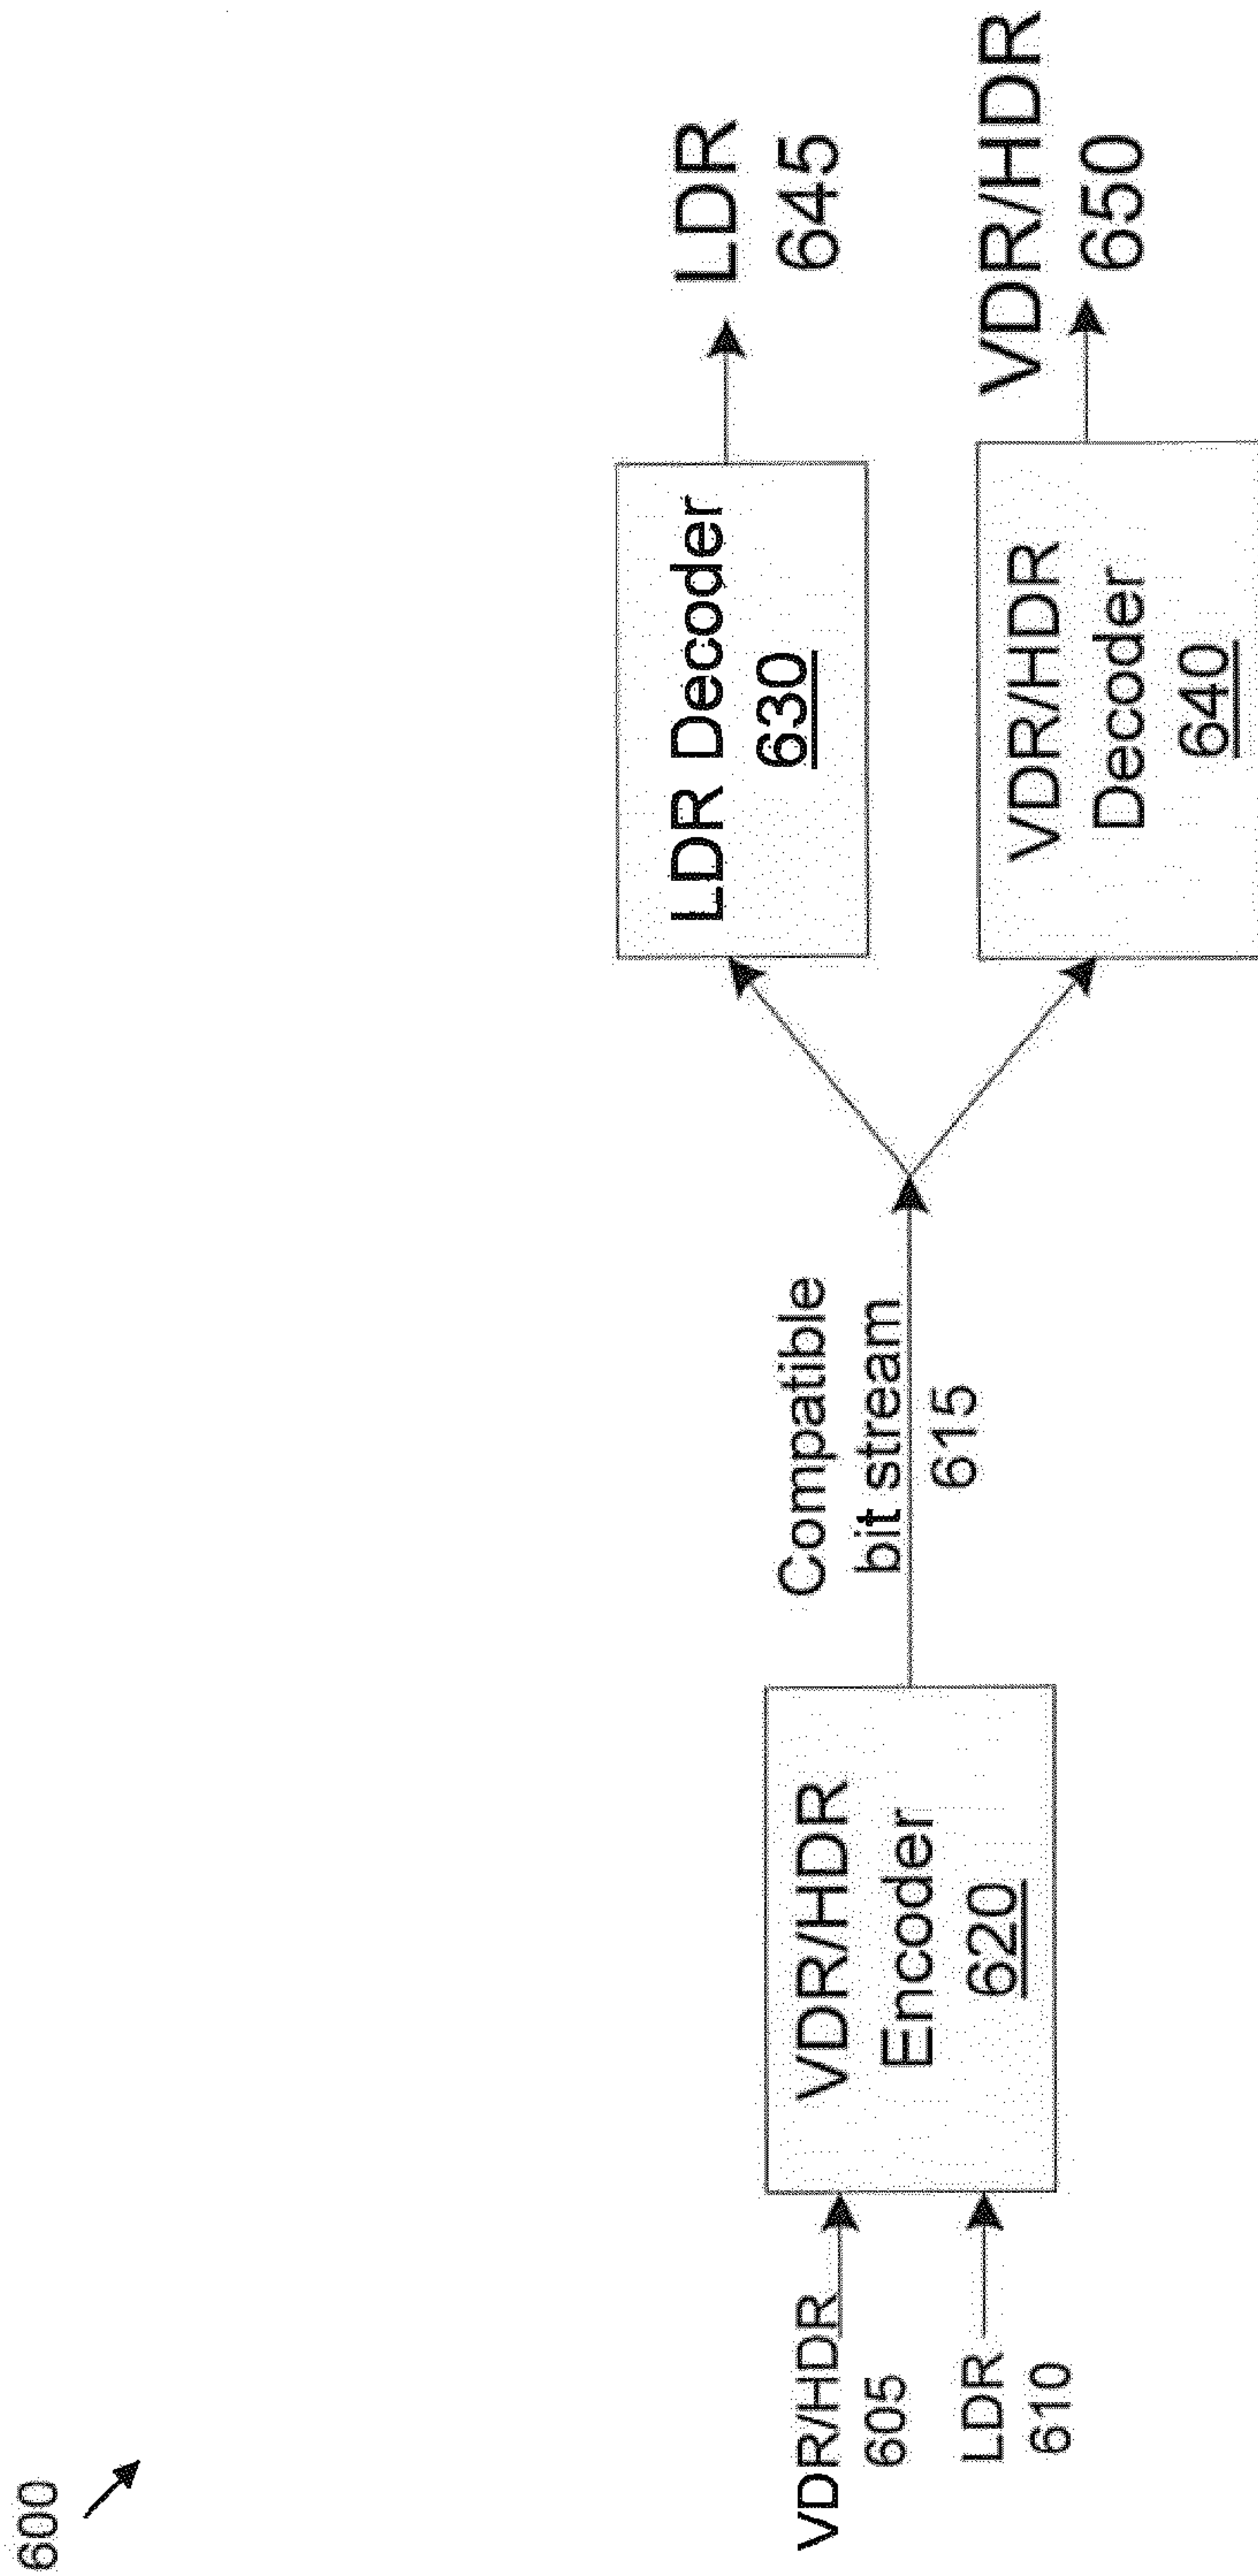 600
VDR/HDR
605
LDR
610
VDR/HDR
Encoder
620
Compatible
bit stream
615
LDR Decoder
630
VDR/HDR
Decoder
640
LDR
645
VDR/HDR
650